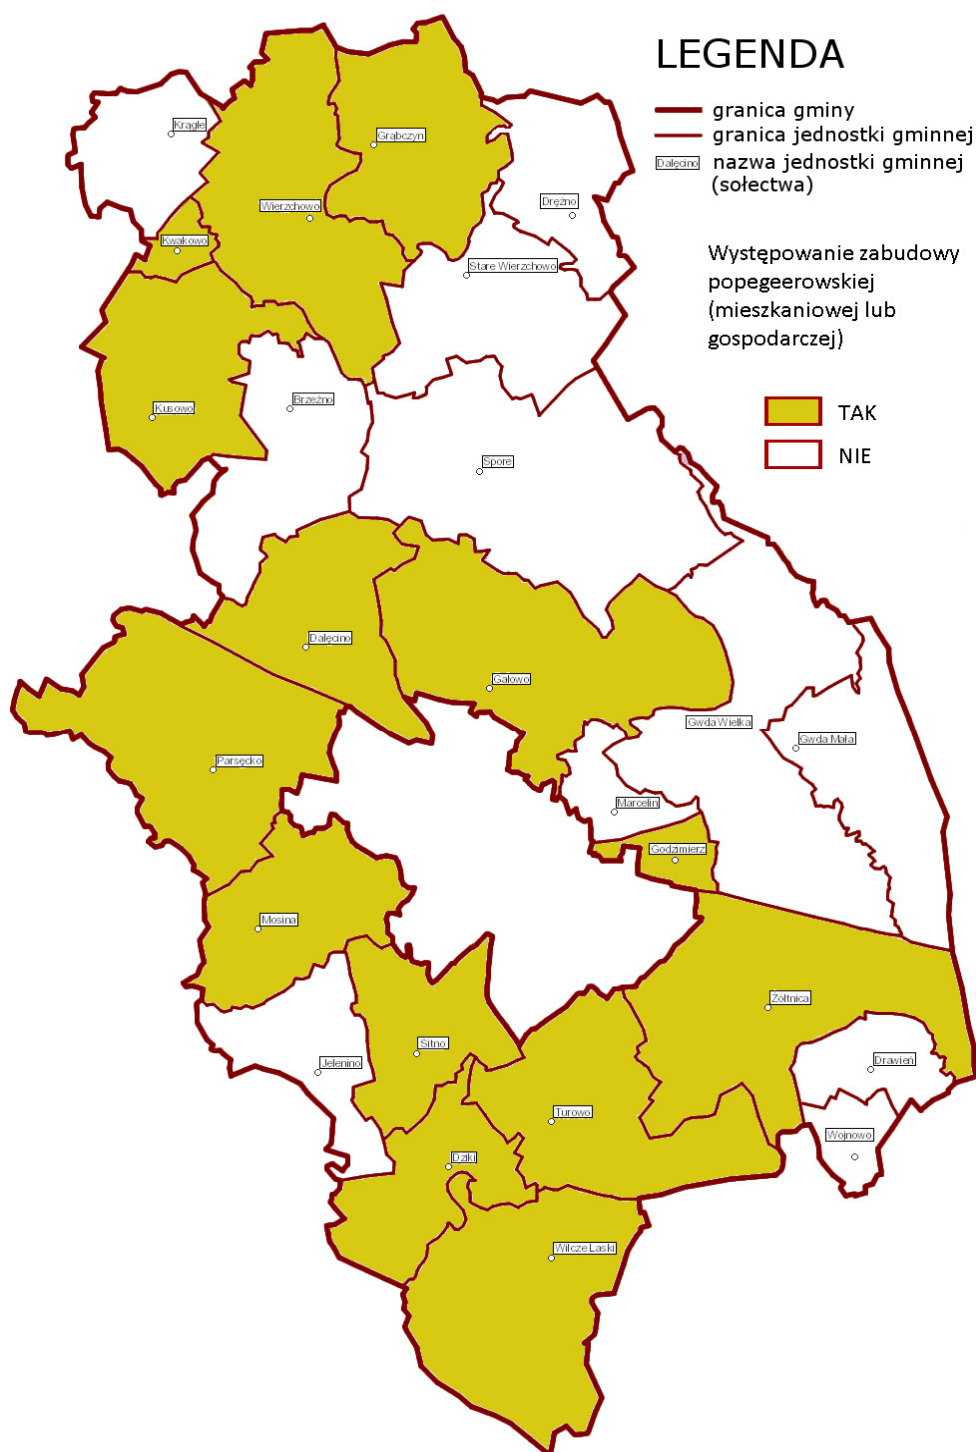 LEGENDA
granica gminy
granica jednostki gminnej
Dalęcino
nazwa jednostki gminnej
(sołectwa)
Występowanie zabudowy
popegeerowskiej
(mieszkaniowej lub
gospodarczej)
TAK
NIE
Krągłe
Grąbczyn
Wierzchowo
Drężno
Kwakowo
Stare Wierzchowo
Kusowo
Brzeźno
Spore
Dalęcino
Gałowo
Gwda Wielka
Gwda Mała
Parsęcko
Marcelin
Godzimierz
Mosina
Żółtnica
Sitno
Jelenino
Drawień
Turowo
Wojnowo
Dziki
Wilcze Laski